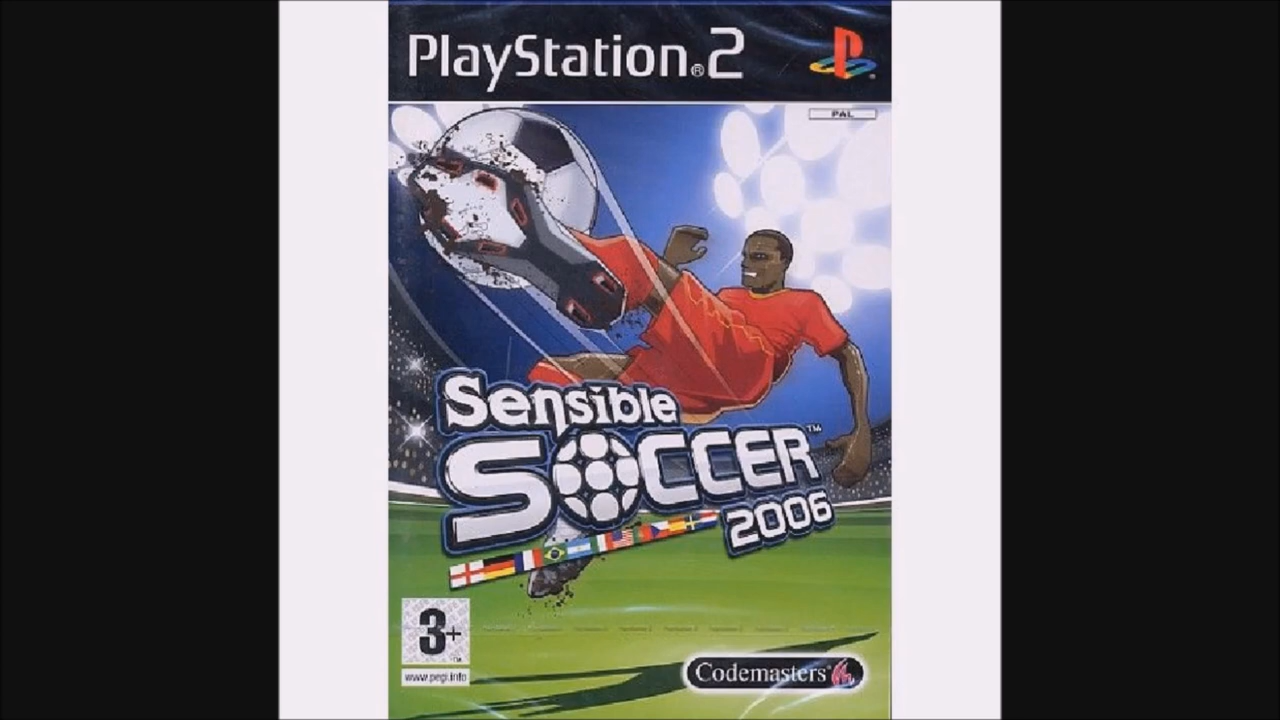 PlayStation®2
PAL
Sensible
SOCCER™
2006
3+
www.pegi.info
Codemasters